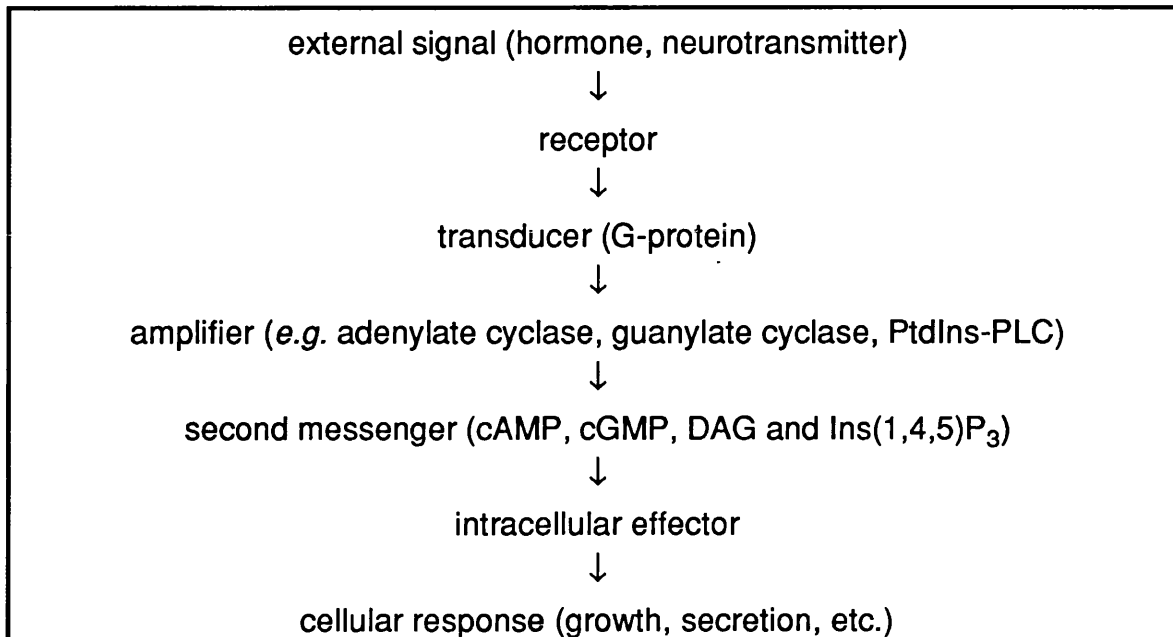 external signal (hormone, neurotransmitter)
↓
receptor
↓
transducer (G-protein)
↓
amplifier (e.g. adenylate cyclase, guanylate cyclase, PtdIns-PLC)
↓
second messenger (cAMP, cGMP, DAG and Ins(1,4,5)P₃)
↓
intracellular effector
↓
cellular response (growth, secretion, etc.)